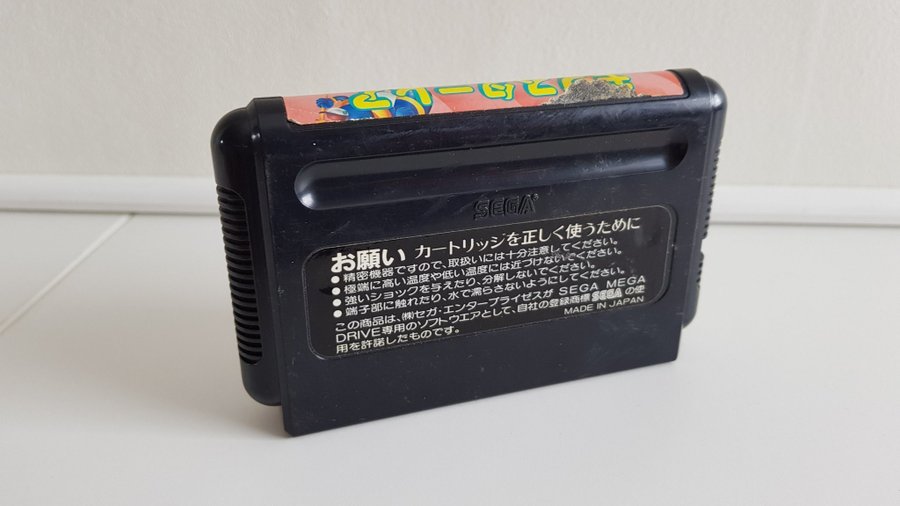 SEGA
お願い カートリッジを正しく使うために
●精密機器ですので、取扱いには十分注意してください。
●極端に高い温度や低い温度には近づけないでください。
●強いショックを与えたり、分解しないでください。
●端子部に触れたり、水で濡らさないようにしてください。
この商品は、㈱セガ・エンタープライゼスが SEGA MEGA
DRIVE専用のソフトウエアとして、自社の登録商標 SEGA の使
用を許諾したものです。
MADE IN JAPAN